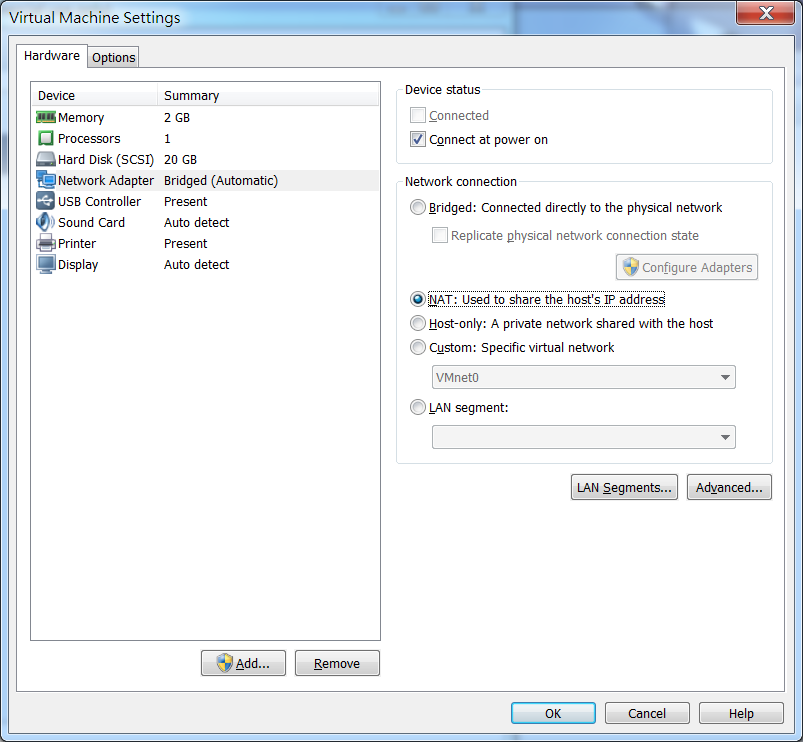 Virtual Machine Settings
Hardware
Options
Device Summary
Memory 2 GB
Processors 1
Hard Disk (SCSI) 20 GB
Network Adapter Bridged (Automatic)
USB Controller Present
Sound Card Auto detect
Printer Present
Display Auto detect
Add...
Remove
Device status
Connected
Connect at power on
Network connection
Bridged: Connected directly to the physical network
Replicate physical network connection state
Configure Adapters
NAT: Used to share the host's IP address
Host-only: A private network shared with the host
Custom: Specific virtual network
VMnet0
LAN segment:
LAN Segments...
Advanced...
OK
Cancel
Help